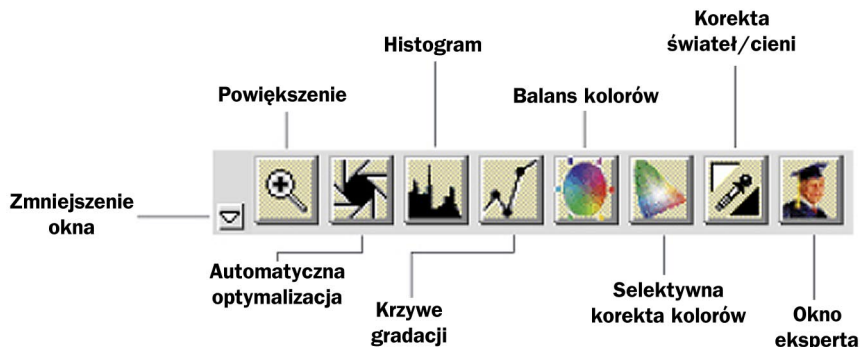 Korekta
świateł/cieni
Histogram
Powiększenie
Balans kolorów
Zmniejszenie
okna
Automatyczna
optymalizacja
Krzywe
gradacji
Selektywna
korekta kolorów
Okno
eksperta